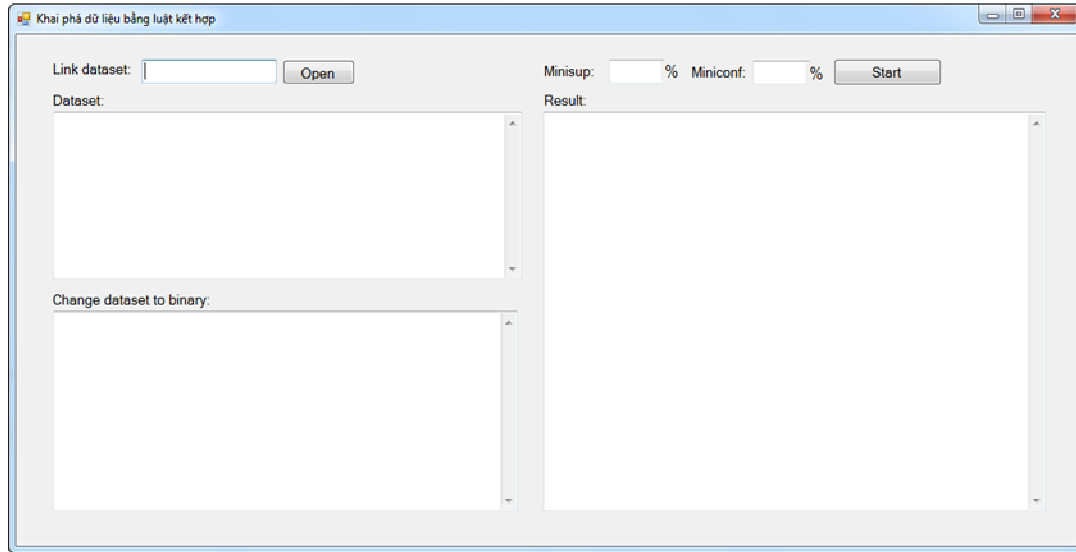 Khai phá dữ liệu bằng luật kết hợp
Link dataset: Open Minisup: % Miniconf: % Start
Dataset: Result:
Change dataset to binary: